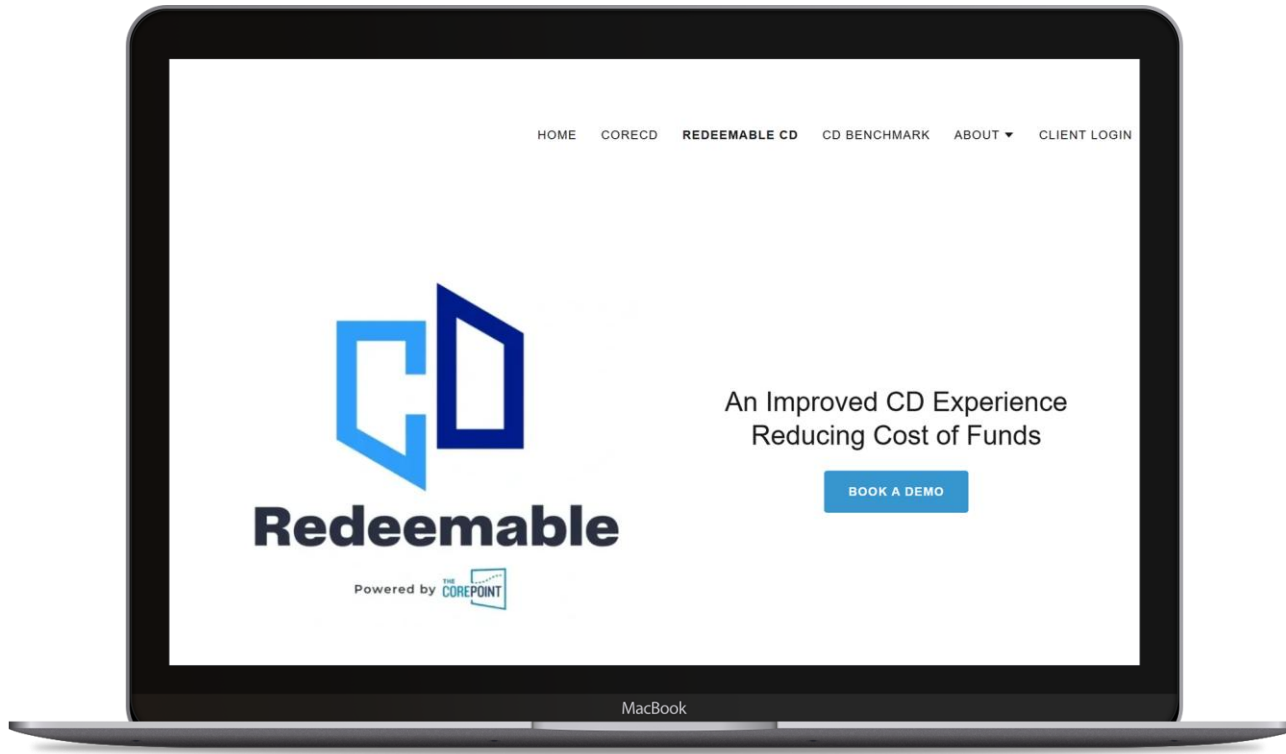 HOME CORECD REDEEMABLE CD CD BENCHMARK ABOUT CLIENT LOGIN
CD
Redeemable
Powered by THE COREPOINT
An Improved CD Experience
Reducing Cost of Funds
BOOK A DEMO
MacBook